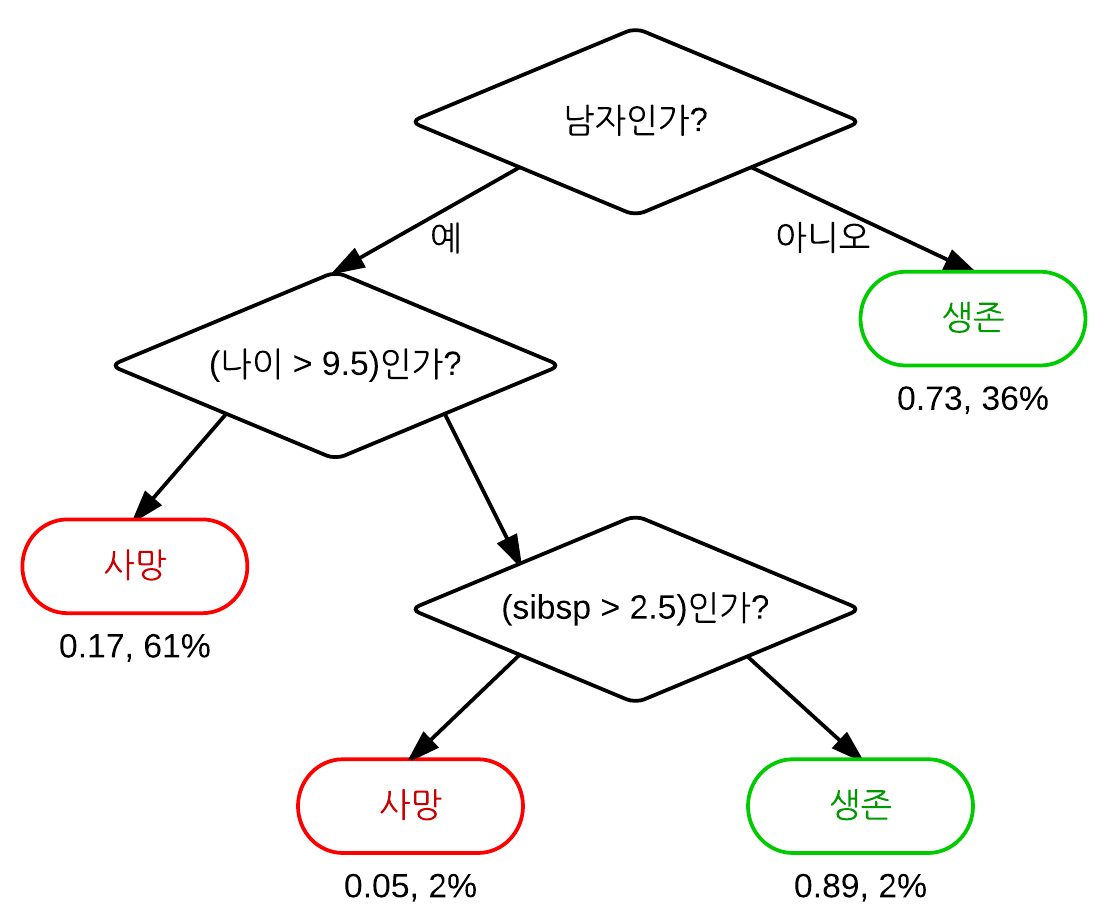 남자인가?
예
아니오
생존
0.73, 36%
(나이 > 9.5)인가?
사망
0.17, 61%
(sibsp > 2.5)인가?
사망
0.05, 2%
생존
0.89, 2%